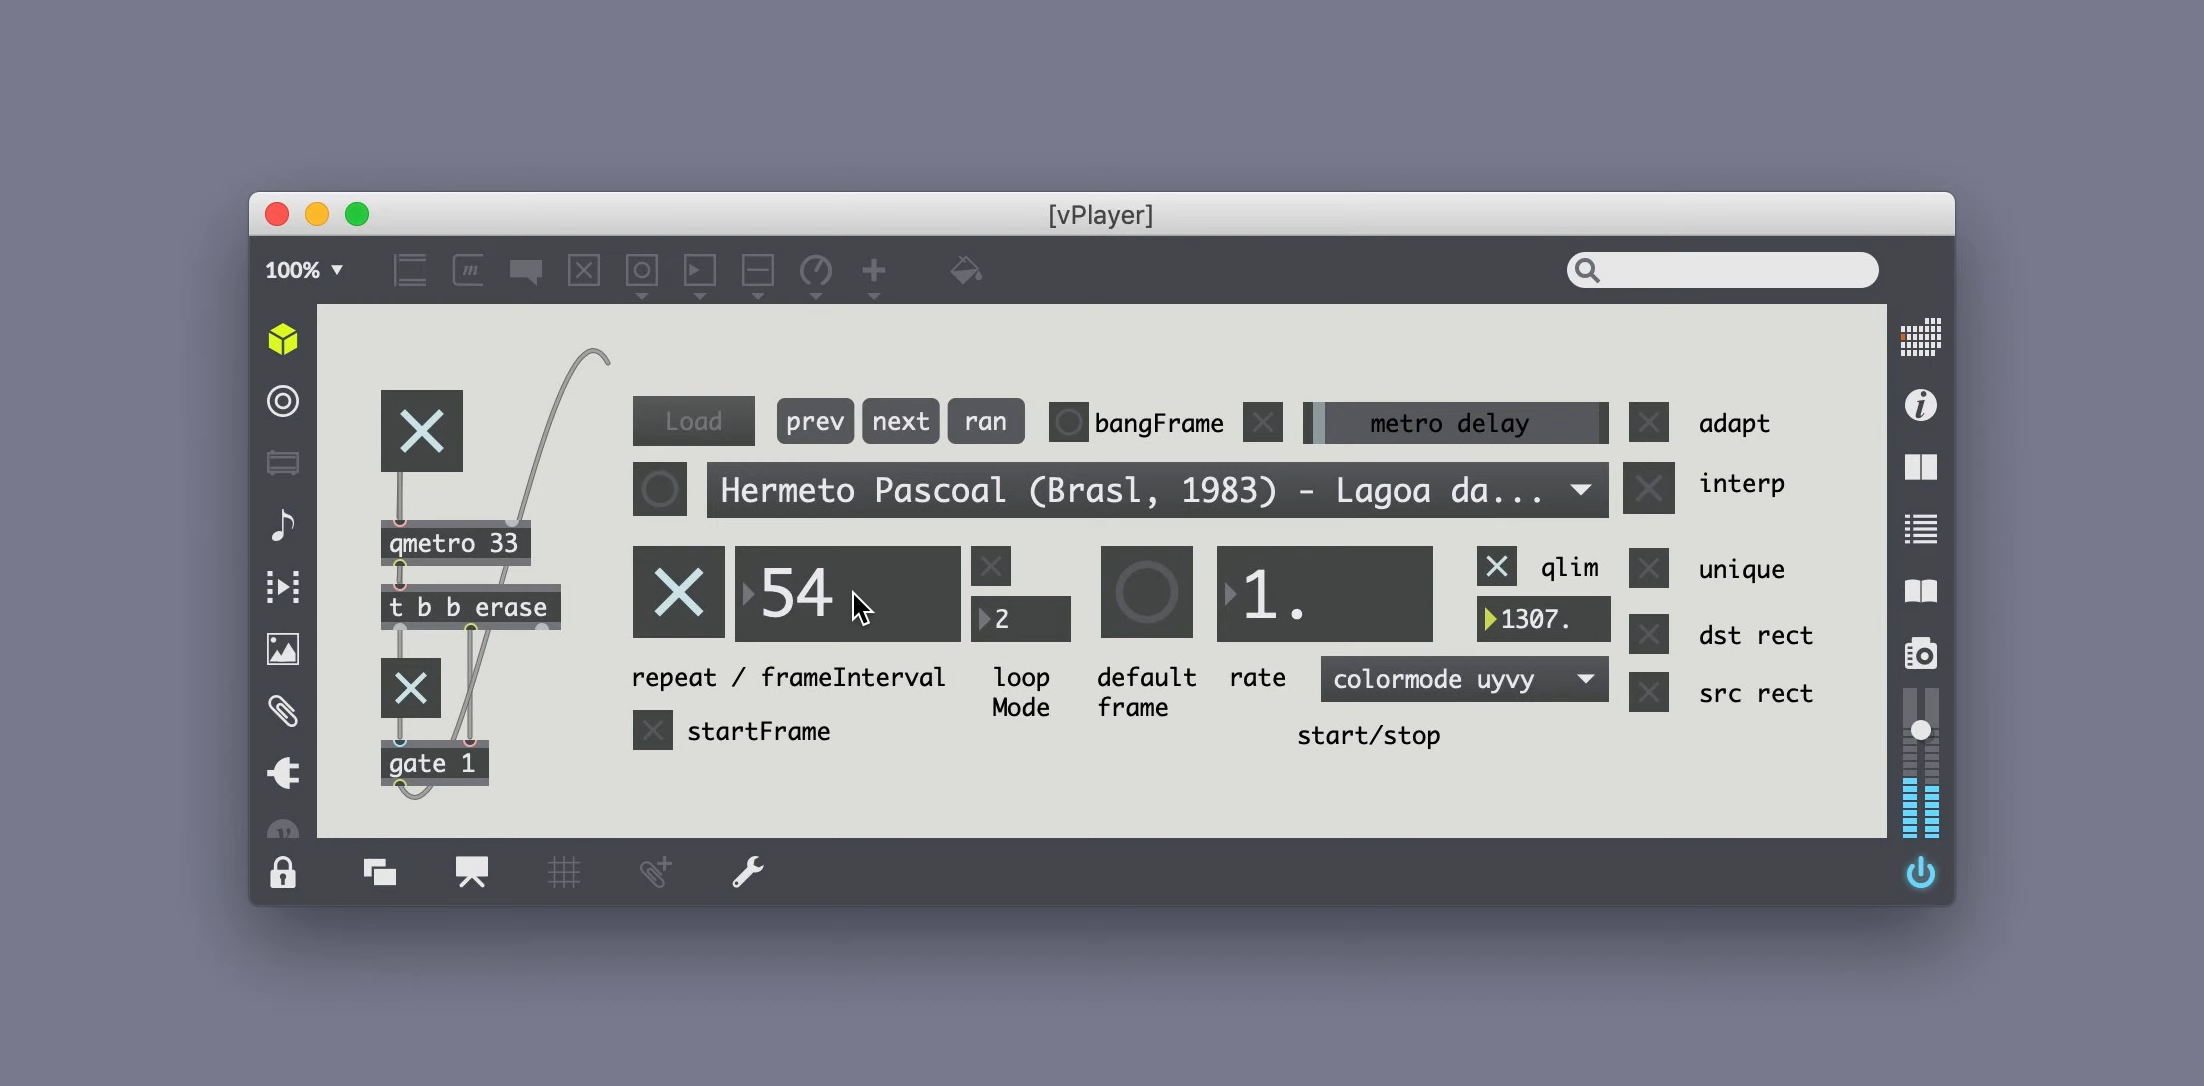 [vPlayer]
100%
m
Load
prev
next
ran
bangFrame
metro delay
adapt
Hermeto Pascoal (Brasl, 1983) - Lagoa da...
interp
qmetro 33
54
2
1.
qlim
1307.
unique
t b b erase
dst rect
repeat / frameInterval
loop
Mode
default
frame
rate
colormode uyvy
src rect
startFrame
start/stop
gate 1
i
v